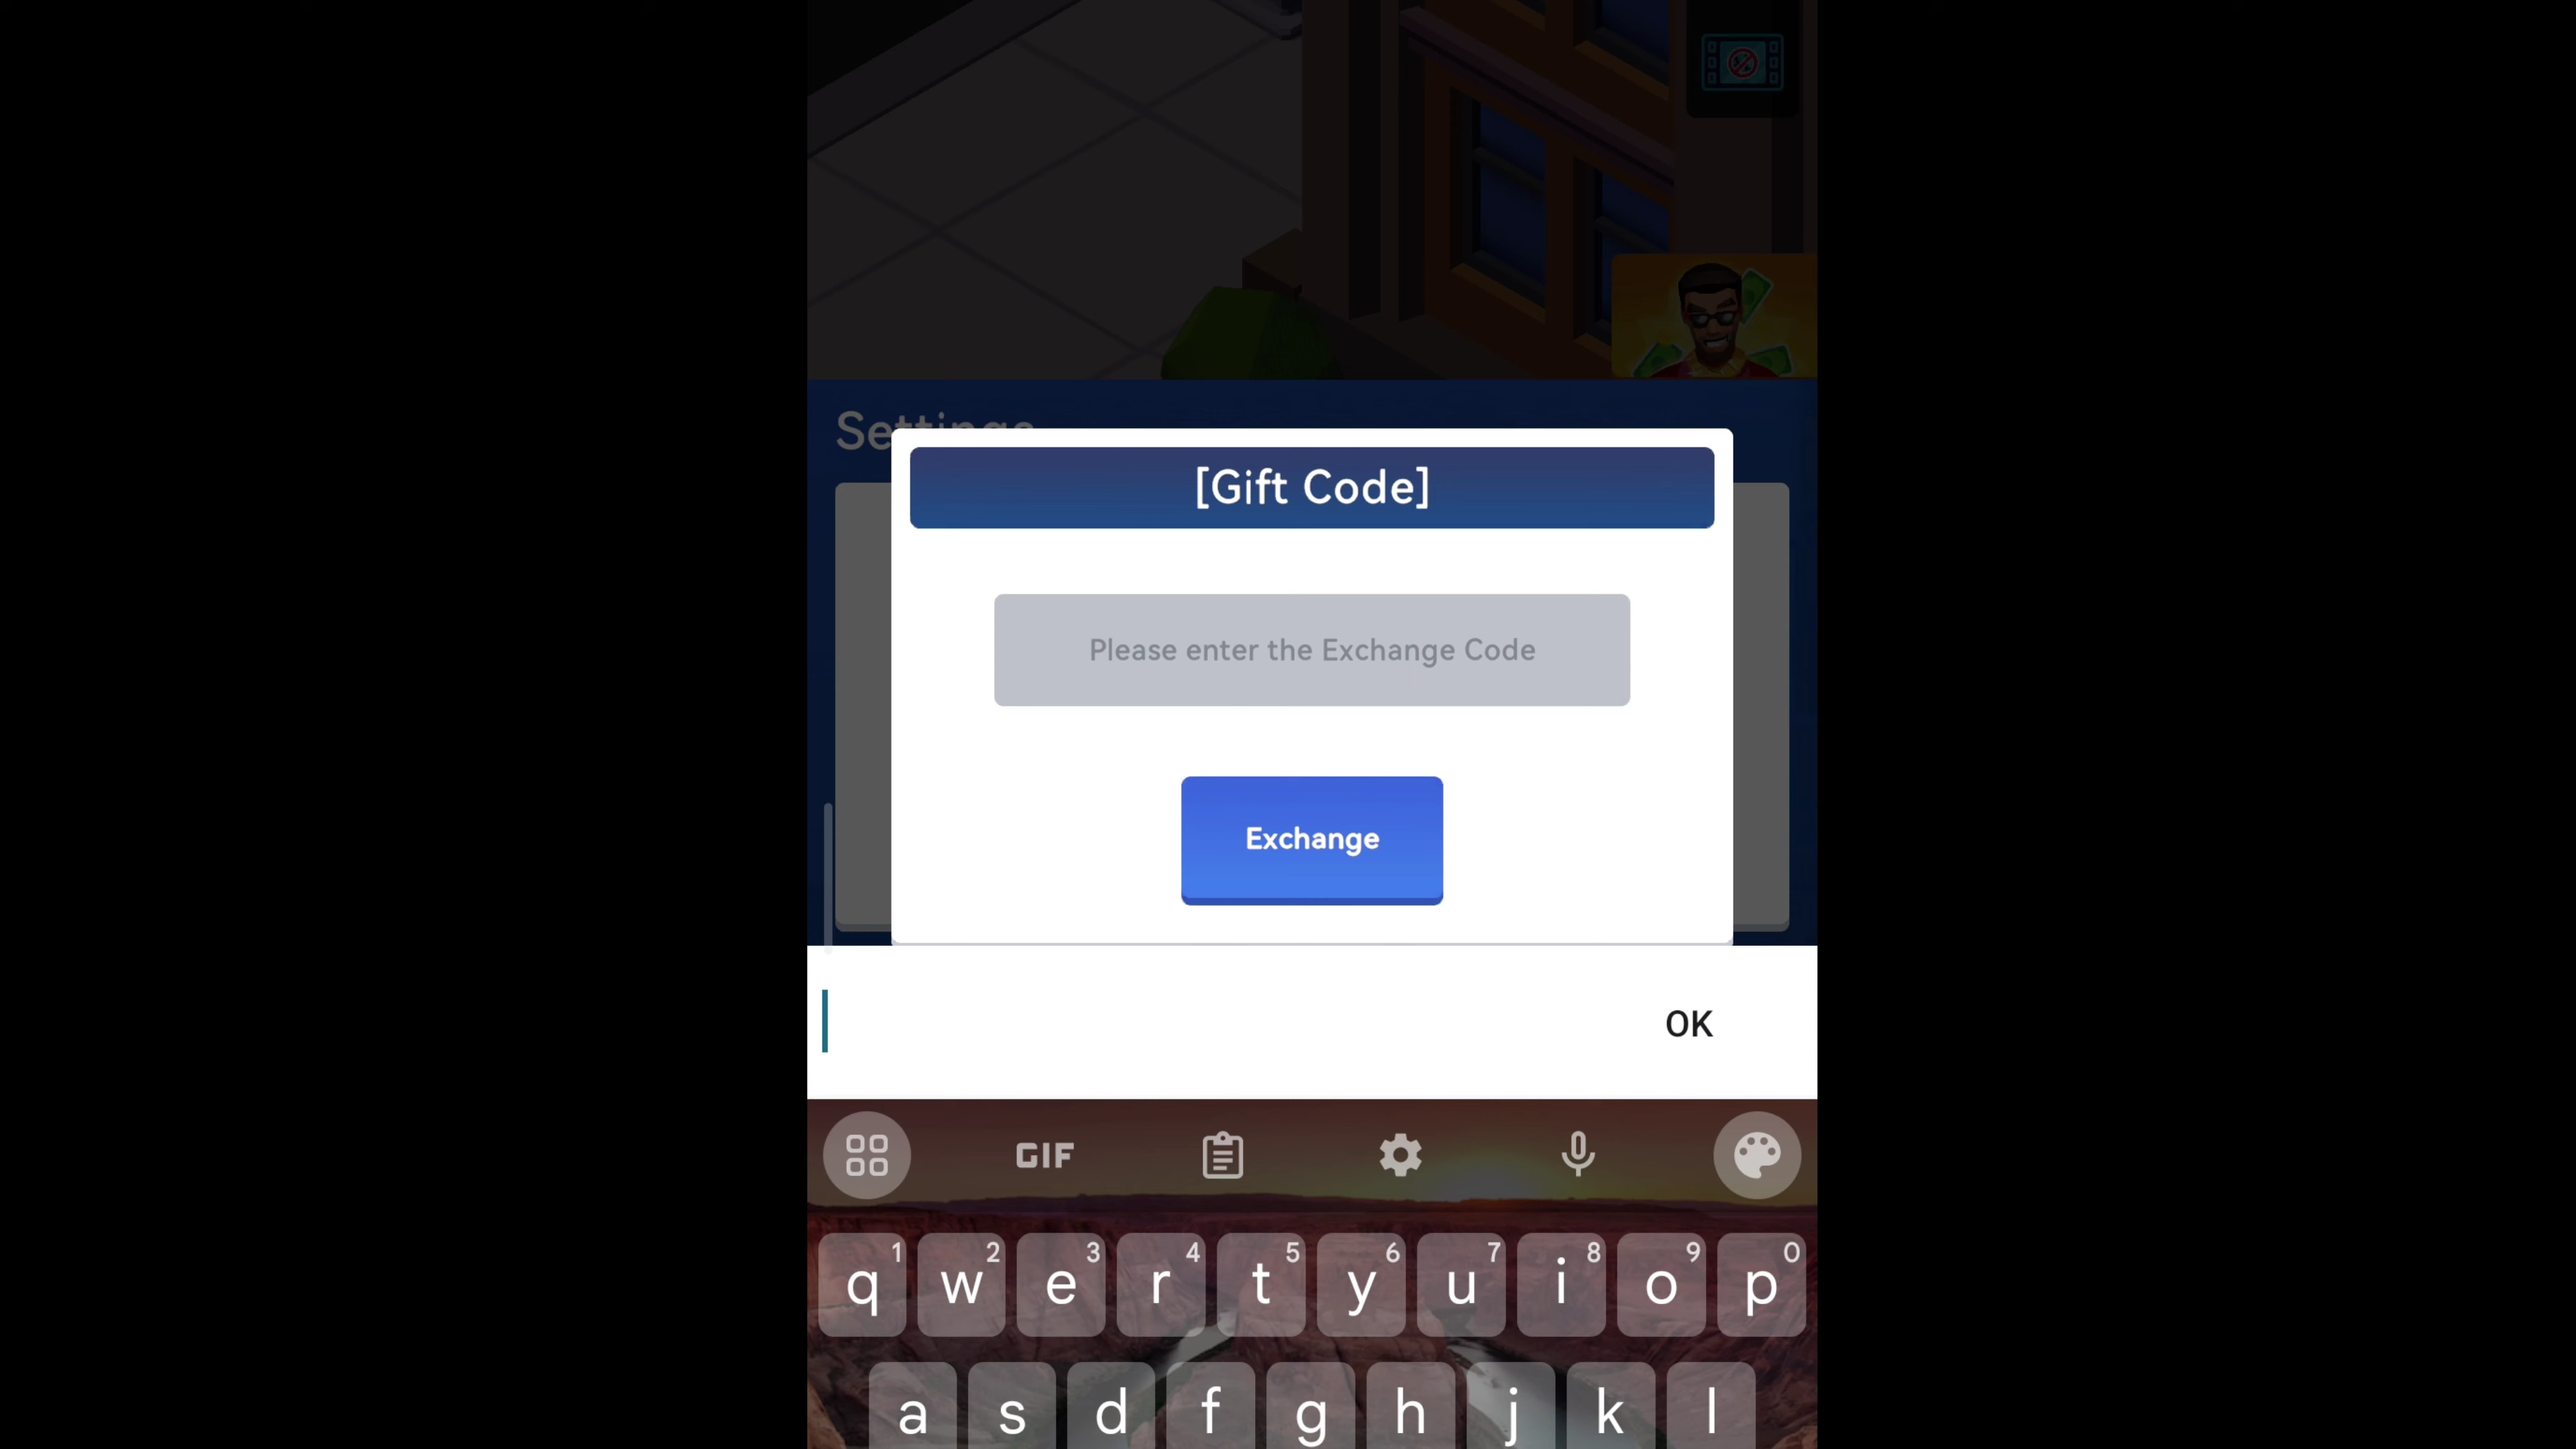 Settings
[Gift Code]
Please enter the Exchange Code
Exchange
OK
GIF
1 2 3 4 5 6 7 8 9 0
q w e r t y u i o p
a s d f g h j k l